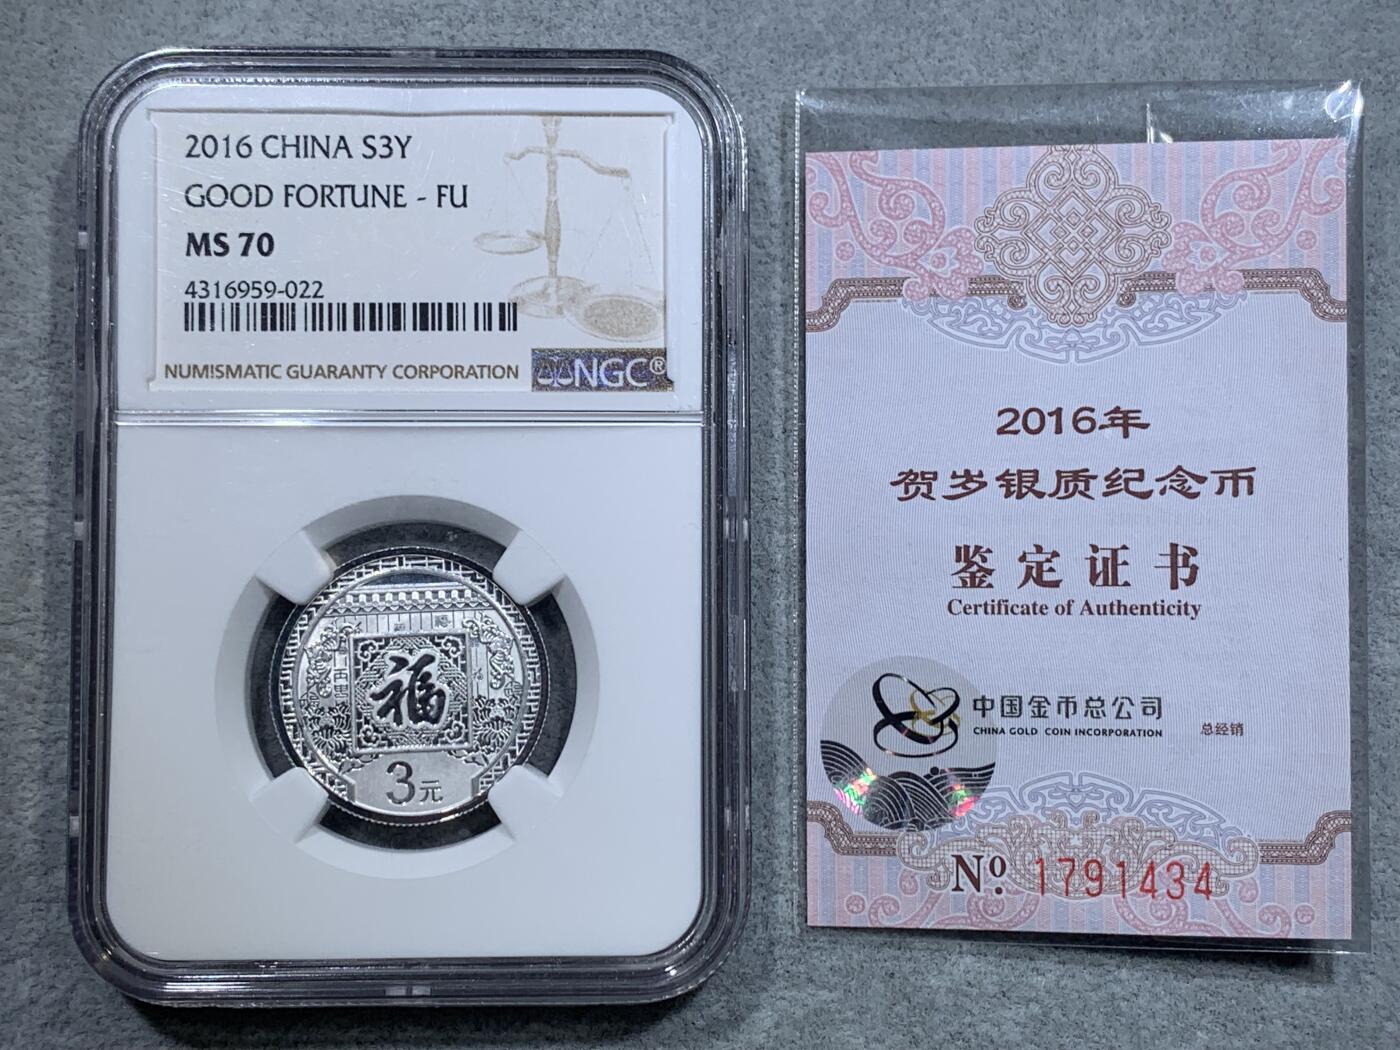 2016 CHINA S3Y
GOOD FORTUNE - FU
MS 70
4316959-022
NUMISMATIC GUARANTY CORPORATION
NGC®
福
3元
2016年
贺岁银质纪念币
鉴定证书
Certificate of Authenticity
中国金币总公司
CHINA GOLD COIN INCORPORATION
总经销
Nº. 1791434